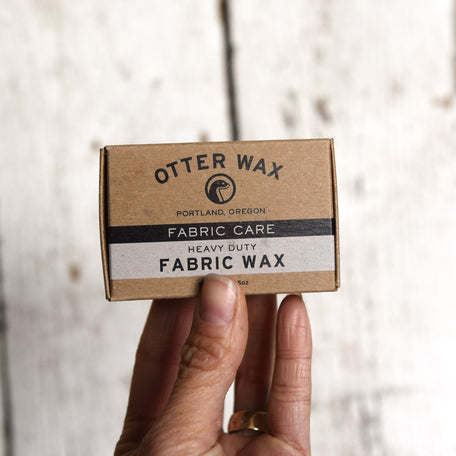 OTTER WAX
PORTLAND, OREGON
FABRIC CARE
HEAVY DUTY
FABRIC WAX